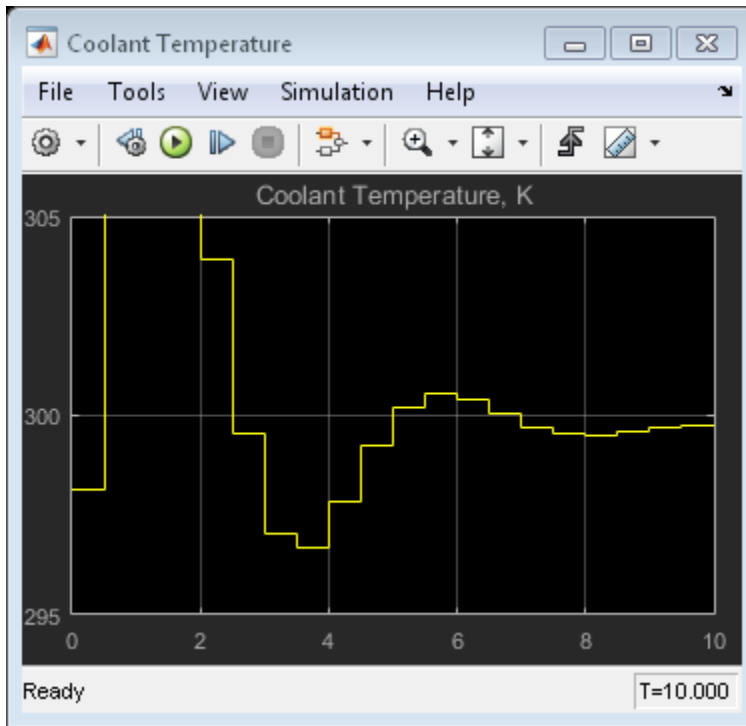 Coolant Temperature
File Tools View Simulation Help
Coolant Temperature, K
305
300
295
0 2 4 6 8 10
Ready T=10.000